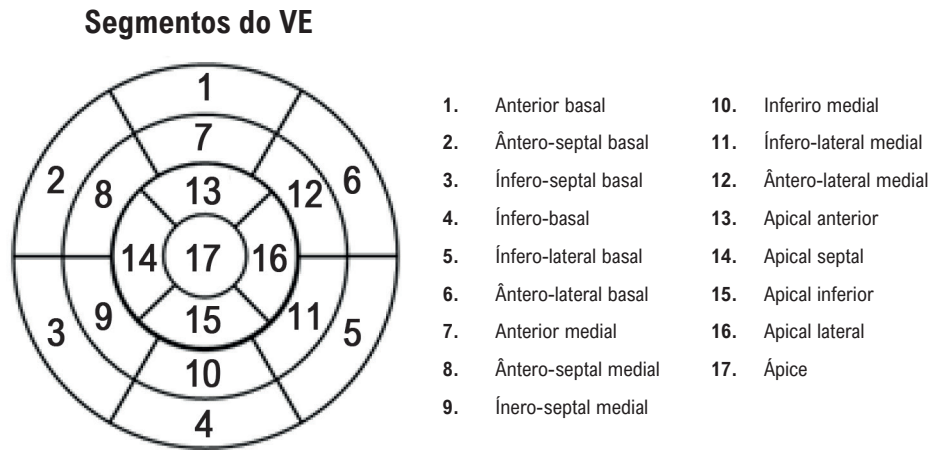 Segmentos do VE
1
7
2
8
13
12
6
14
17
16
3
9
15
11
5
10
4
1. Anterior basal
2. Ântero-septal basal
3. Ínfero-septal basal
4. Ínfero-basal
5. Ínfero-lateral basal
6. Ântero-lateral basal
7. Anterior medial
8. Ântero-septal medial
9. Ínero-septal medial
10. Inferiro medial
11. Ínfero-lateral medial
12. Ântero-lateral medial
13. Apical anterior
14. Apical septal
15. Apical inferior
16. Apical lateral
17. Ápice